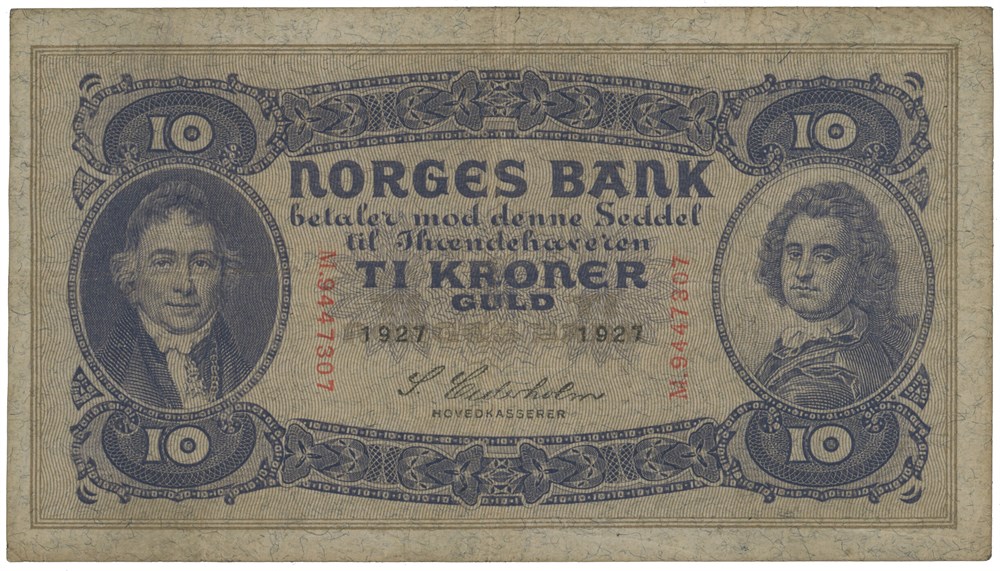 10 10
NORGES BANK
betaler mod denne Seddel
til Ihændehaveren
TI KRONER
GULD
1927 1927
M.9447307
M.9447307
S. Cederholm
HOVEDKASSERER
10 10